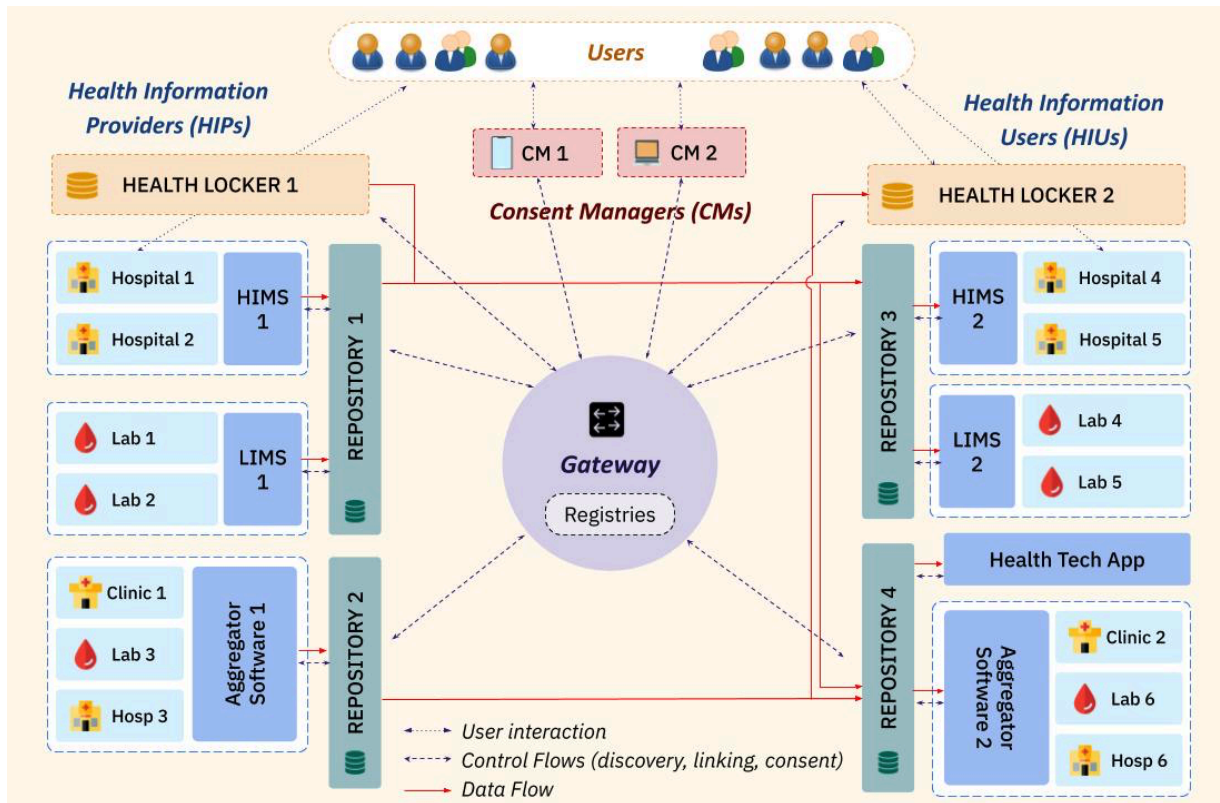 Users
Health Information
Providers (HIPs)
Health Information
Users (HIUs)
CM 1
CM 2
Consent Managers (CMs)
HEALTH LOCKER 1
HEALTH LOCKER 2
Hospital 1
Hospital 2
HIMS
1
Lab 1
Lab 2
LIMS
1
REPOSITORY 1
Clinic 1
Lab 3
Hosp 3
Aggregator
Software 1
REPOSITORY 2
Gateway
Registries
REPOSITORY 3
HIMS
2
Hospital 4
Hospital 5
LIMS
2
Lab 4
Lab 5
REPOSITORY 4
Health Tech App
Aggregator
Software 2
Clinic 2
Lab 6
Hosp 6
User interaction
Control Flows (discovery, linking, consent)
Data Flow